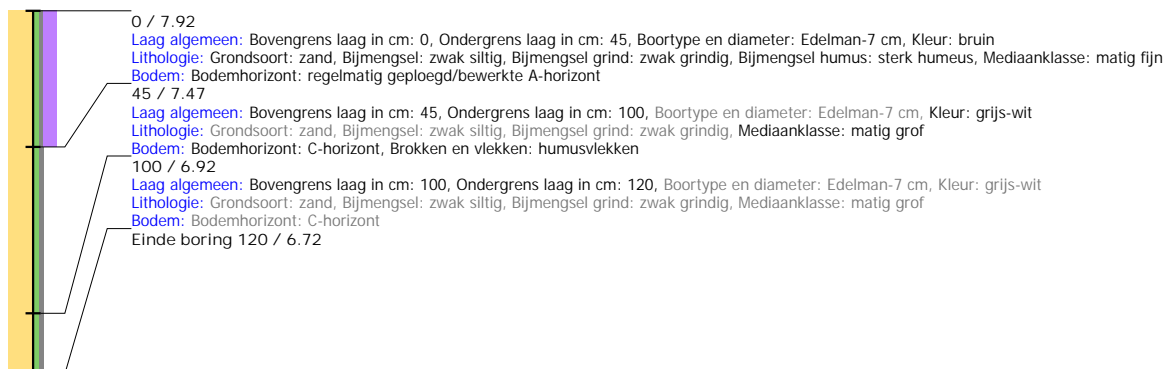 0 / 7.92
Laag algemeen: Bovengrens laag in cm: 0, Ondergrens laag in cm: 45, Boortype en diameter: Edelman-7 cm, Kleur: bruin
Lithologie: Grondsoort: zand, Bijmengsel: zwak siltig, Bijmengsel grind: zwak grindig, Bijmengsel humus: sterk humeus, Mediaanklasse: matig fijn
Bodem: Bodemhorizont: regelmatig geploegd/bewerkte A-horizont
45 / 7.47
Laag algemeen: Bovengrens laag in cm: 45, Ondergrens laag in cm: 100, Boortype en diameter: Edelman-7 cm, Kleur: grijs-wit
Lithologie: Grondsoort: zand, Bijmengsel: zwak siltig, Bijmengsel grind: zwak grindig, Mediaanklasse: matig grof
Bodem: Bodemhorizont: C-horizont, Brokken en vlekken: humusvlekken
100 / 6.92
Laag algemeen: Bovengrens laag in cm: 100, Ondergrens laag in cm: 120, Boortype en diameter: Edelman-7 cm, Kleur: grijs-wit
Lithologie: Grondsoort: zand, Bijmengsel: zwak siltig, Bijmengsel grind: zwak grindig, Mediaanklasse: matig grof
Bodem: Bodemhorizont: C-horizont
Einde boring 120 / 6.72